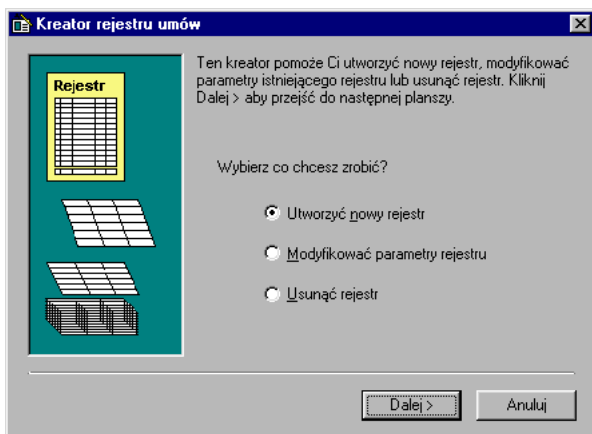 Kreator rejestru umów
Rejestr
Ten kreator pomoże Ci utworzyć nowy rejestr, modyfikować
parametry istniejącego rejestru lub usunąć rejestr. Kliknij
Dalej > aby przejść do następnej planszy.
Wybierz co chcesz zrobić?
Utworzyć nowy rejestr
Modyfikować parametry rejestru
Usunąć rejestr
Dalej >
Anuluj